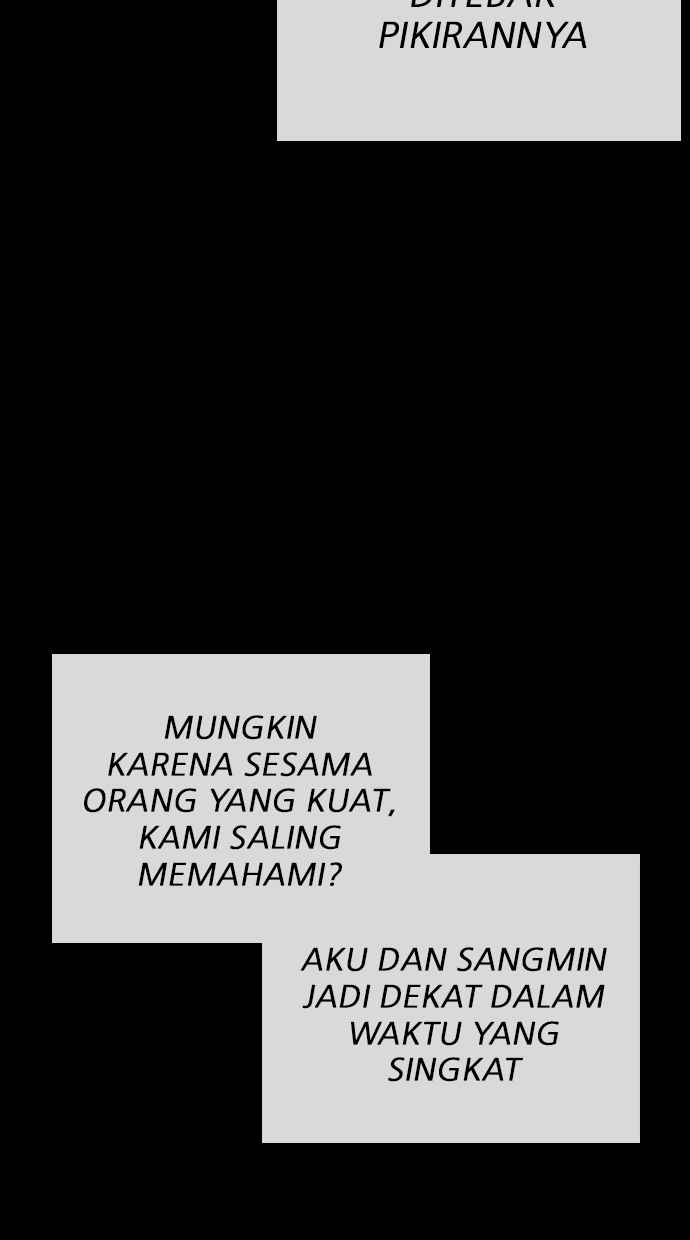 DITEBAK
PIKIRANNYA
MUNGKIN
KARENA SESAMA
ORANG YANG KUAT,
KAMI SALING
MEMAHAMI?
AKU DAN SANGMIN
JADI DEKAT DALAM
WAKTU YANG
SINGKAT